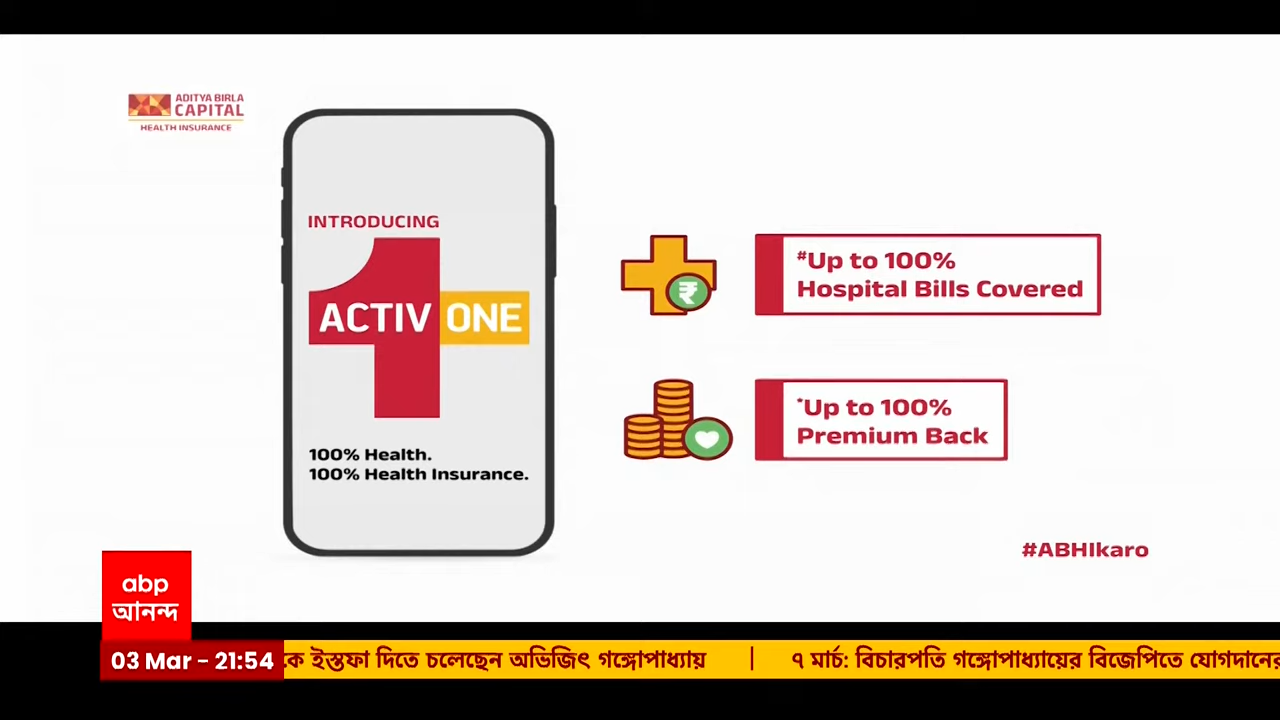 ADITYA BIRLA
CAPITAL
HEALTH INSURANCE
INTRODUCING
ACTIV ONE
100% Health.
100% Health Insurance.
#Up to 100%
Hospital Bills Covered
*Up to 100%
Premium Back
#ABHIkaro
abp
আনন্দ
03 Mar - 21:54
কে ইস্তফা দিতে চলেছেন অভিজিৎ গঙ্গোপাধ্যায় | ৭ মার্চ: বিচারপতি গঙ্গোপাধ্যায়ের বিজেপিতে যোগদানের